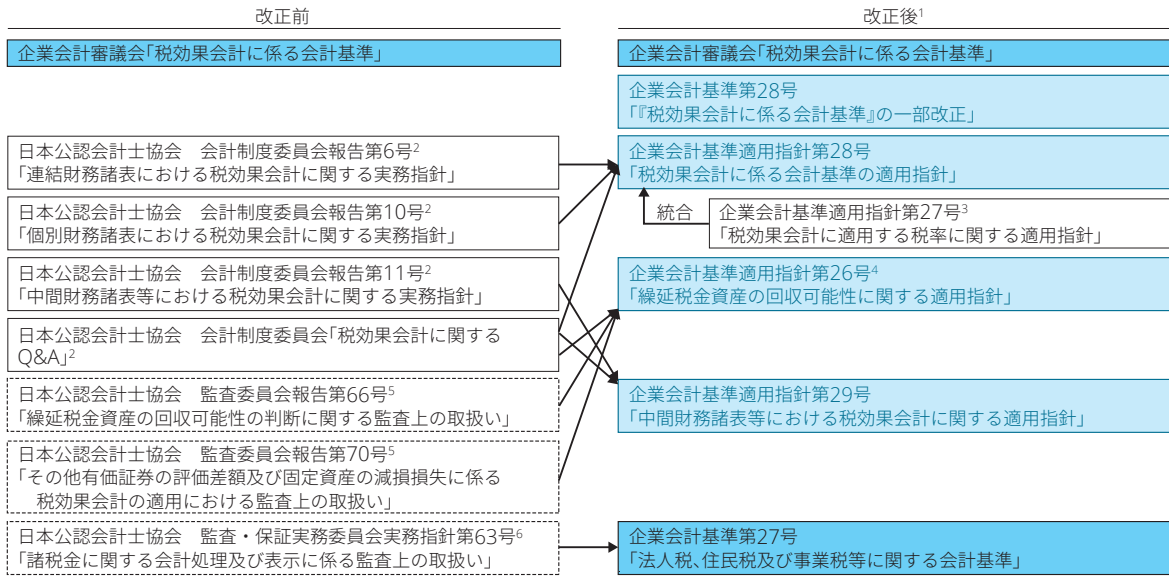 改正前
企業会計審議会「税効果会計に係る会計基準」
日本公認会計士協会　会計制度委員会報告第6号2
「連結財務諸表における税効果会計に関する実務指針」
日本公認会計士協会　会計制度委員会報告第10号2
「個別財務諸表における税効果会計に関する実務指針」
日本公認会計士協会　会計制度委員会報告第11号2
「中間財務諸表等における税効果会計に関する実務指針」
日本公認会計士協会　会計制度委員会「税効果会計に関する
Q&A」2
日本公認会計士協会　監査委員会報告第66号5
「繰延税金資産の回収可能性の判断に関する監査上の取扱い」
日本公認会計士協会　監査委員会報告第70号5
「その他有価証券の評価差額及び固定資産の減損損失に係る
税効果会計の適用における監査上の取扱い」
日本公認会計士協会　監査・保証実務委員会実務指針第63号6
「諸税金に関する会計処理及び表示に係る監査上の取扱い」
改正後1
企業会計審議会「税効果会計に係る会計基準」
企業会計基準第28号
「『税効果会計に係る会計基準』の一部改正」
企業会計基準適用指針第28号
「税効果会計に係る会計基準の適用指針」
統合
企業会計基準適用指針第27号3
「税効果会計に適用する税率に関する適用指針」
企業会計基準適用指針第26号4
「繰延税金資産の回収可能性に関する適用指針」
企業会計基準適用指針第29号
「中間財務諸表等における税効果会計に関する適用指針」
企業会計基準第27号
「法人税、住民税及び事業税等に関する会計基準」